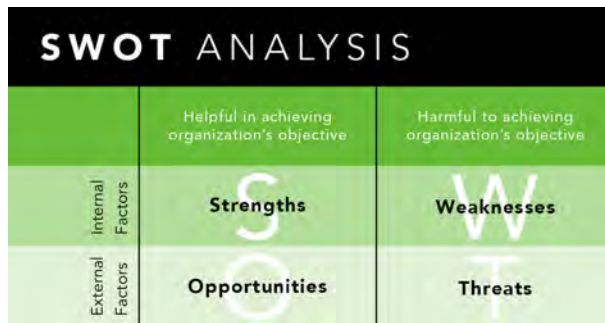 SWOT ANALYSIS
Helpful in achieving
organization's objective
Harmful to achieving
organization's objective
Internal
Factors
S
Strengths
W
Weaknesses
External
Factors
O
Opportunities
T
Threats